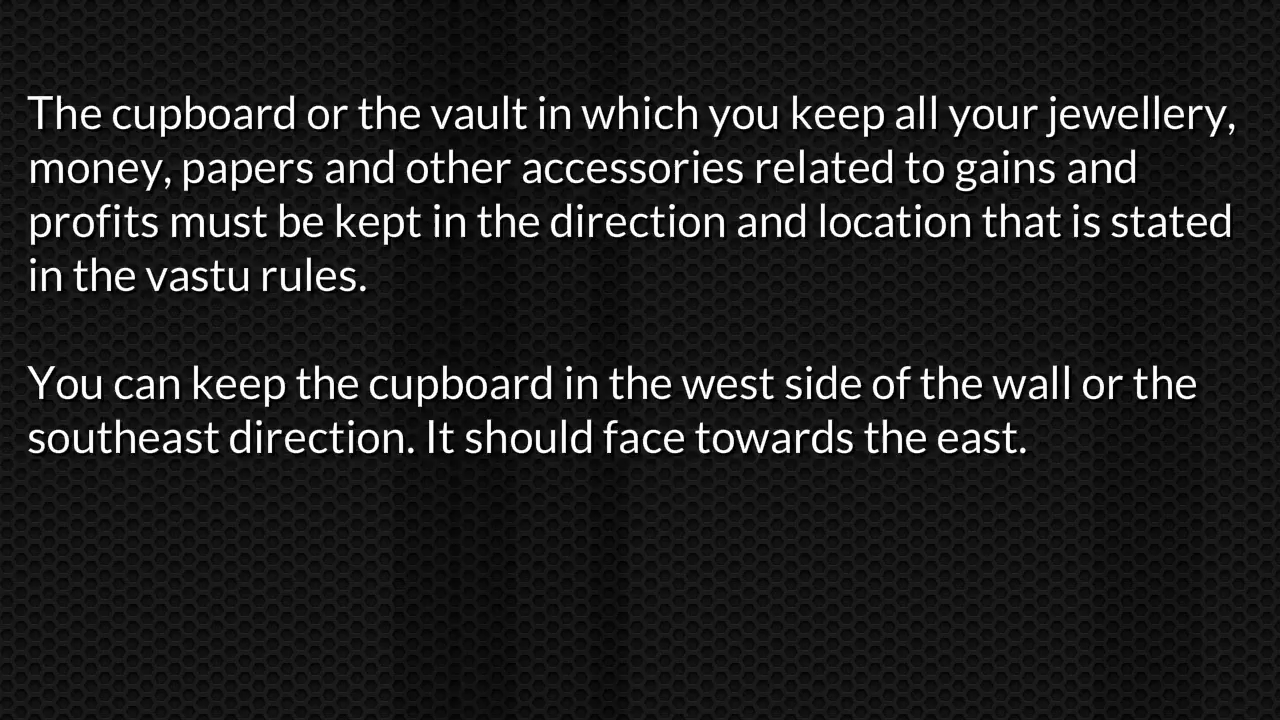 The cupboard or the vault in which you keep all your jewellery,
money, papers and other accessories related to gains and
profits must be kept in the direction and location that is stated
in the vastu rules.
You can keep the cupboard in the west side of the wall or the
southeast direction. It should face towards the east.